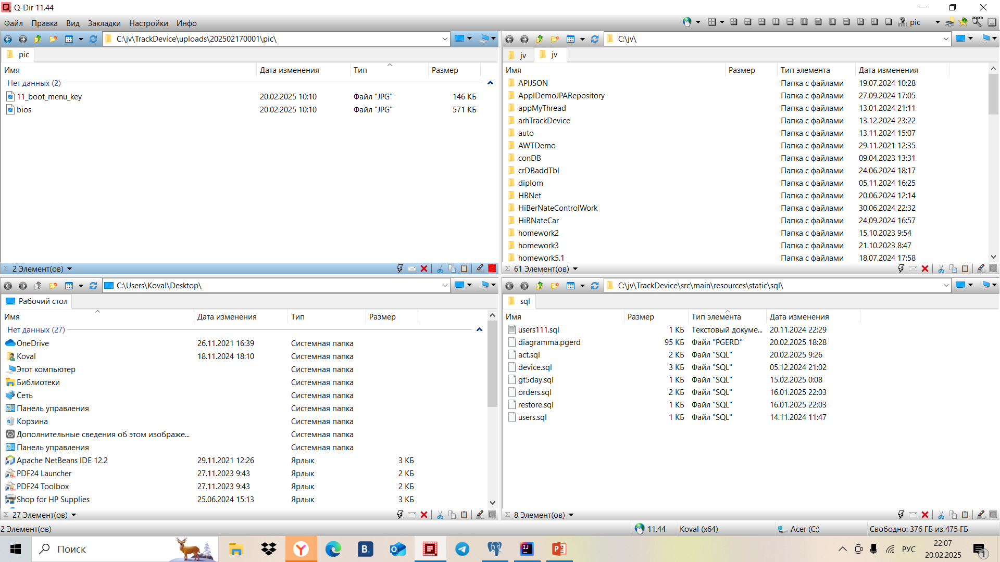 Q-Dir 11.44
Файл Правка Вид Закладки Настройки Инфо
pic
C:\jv\TrackDevice\uploads\202502170001\pic\
pic
Имя Дата изменения Тип Размер
Нет данных (2)
11_boot_menu_key 20.02.2025 10:10 Файл "JPG" 146 КБ
bios 20.02.2025 10:10 Файл "JPG" 571 КБ
2 Элемент(ов)
C:\jv\
jv jv
Имя Размер Тип элемента Дата изменения
APIJSON Папка с файлами 19.07.2024 10:28
ApplDemoJPARepository Папка с файлами 27.09.2024 17:05
appMyThread Папка с файлами 13.01.2024 21:11
arhTrackDevice Папка с файлами 13.12.2024 23:22
auto Папка с файлами 13.11.2024 15:07
AWTDemo Папка с файлами 29.11.2021 12:35
conDB Папка с файлами 09.04.2023 13:31
crDBaddTbl Папка с файлами 24.06.2024 18:17
diplom Папка с файлами 05.11.2024 16:25
HBNet Папка с файлами 20.06.2024 12:14
HiBerNateControlWork Папка с файлами 30.06.2024 22:32
HiBNateCar Папка с файлами 24.09.2024 16:57
homework2 Папка с файлами 15.10.2023 9:54
homework3 Папка с файлами 21.10.2023 8:47
homework5.1 Папка с файлами 18.07.2024 17:58
61 Элемент(ов)
C:\Users\Koval\Desktop\
Рабочий стол
Имя Дата изменения Тип Размер
Нет данных (27)
OneDrive 26.11.2021 16:39 Системная папка
Koval 18.11.2024 18:10 Системная папка
Этот компьютер Системная папка
Библиотеки Системная папка
Сеть Системная папка
Панель управления Системная папка
Корзина Системная папка
Дополнительные сведения об этом изображе... Системная папка
Панель управления Системная папка
Apache NetBeans IDE 12.2 29.11.2021 12:26 Ярлык 3 КБ
PDF24 Launcher 27.11.2023 9:43 Ярлык 2 КБ
PDF24 Toolbox 27.11.2023 9:43 Ярлык 2 КБ
Shop for HP Supplies 25.06.2024 15:13 Ярлык 3 КБ
27 Элемент(ов)
C:\jv\TrackDevice\src\main\resources\static\sql\
sql
Имя Размер Тип элемента Дата изменения
users111.sql 1 КБ Текстовый докуме... 20.11.2024 22:29
diagramma.pgerd 95 КБ Файл "PGERD" 20.02.2025 18:28
act.sql 2 КБ Файл "SQL" 20.02.2025 9:26
device.sql 3 КБ Файл "SQL" 05.12.2024 21:02
gt5day.sql 1 КБ Файл "SQL" 15.02.2025 0:08
orders.sql 2 КБ Файл "SQL" 16.01.2025 22:03
restore.sql 1 КБ Файл "SQL" 16.01.2025 22:03
users.sql 1 КБ Файл "SQL" 14.11.2024 11:47
8 Элемент(ов)
2 Элемент(ов) 11.44 Koval (x64) Acer (C:) Свободно: 376 ГБ из 475 ГБ
Поиск
B.
РУС
22:07
20.02.2025
1